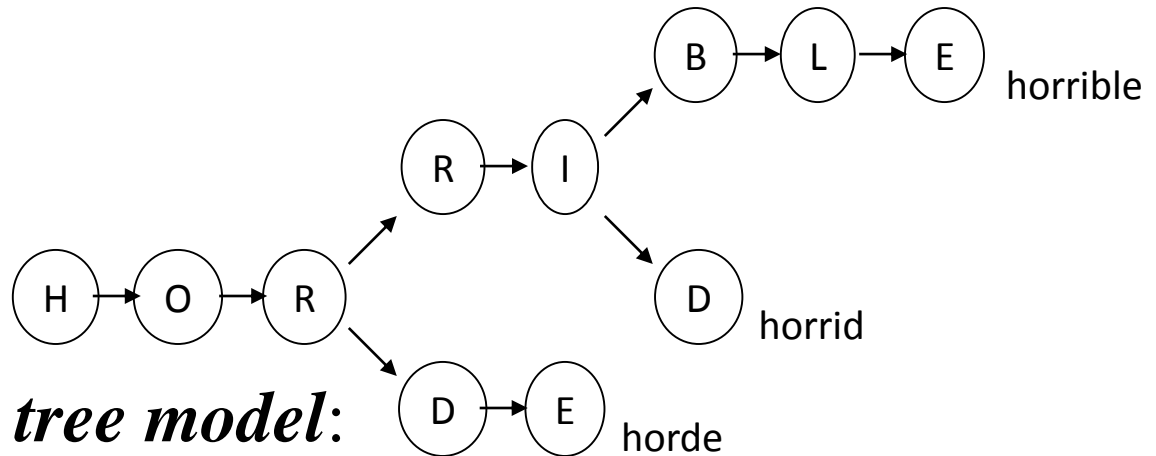 B L E
horrible
R I
H O R
D
horrid
tree model:
D E
horde